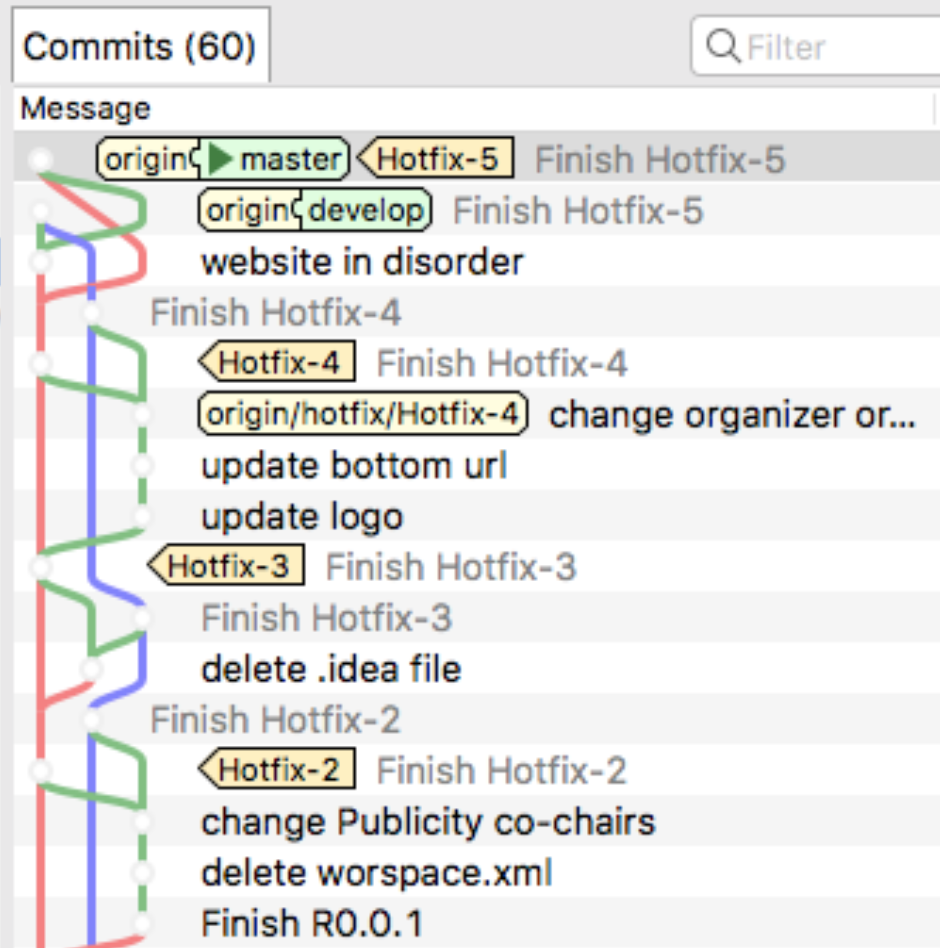 Commits (60)
Filter
Message
origin master Hotfix-5 Finish Hotfix-5
origin develop Finish Hotfix-5
website in disorder
Finish Hotfix-4
Hotfix-4 Finish Hotfix-4
origin/hotfix/Hotfix-4 change organizer or...
update bottom url
update logo
Hotfix-3 Finish Hotfix-3
Finish Hotfix-3
delete .idea file
Finish Hotfix-2
Hotfix-2 Finish Hotfix-2
change Publicity co-chairs
delete worspace.xml
Finish R0.0.1